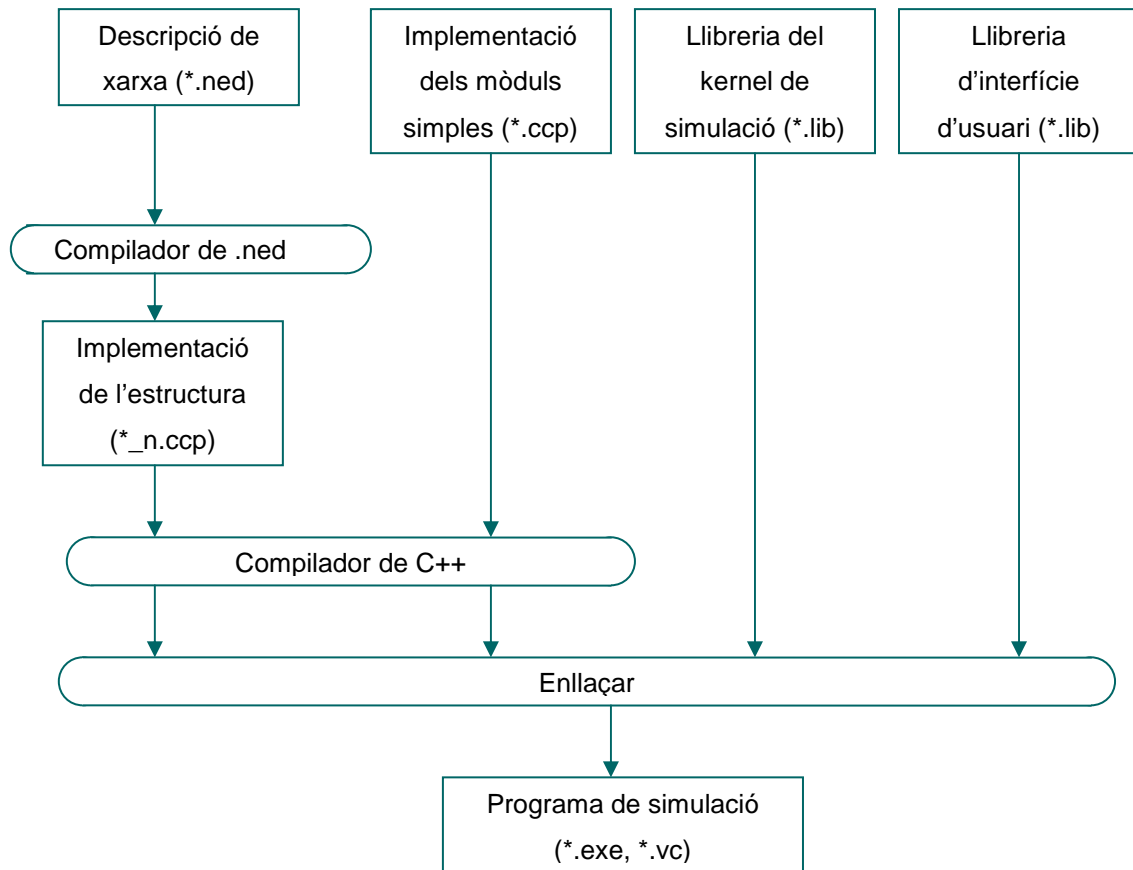 Descripció de
xarxa (*.ned)
Implementació
dels mòduls
simples (*.ccp)
Llibreria del
kernel de
simulació (*.lib)
Llibreria
d’interfície
d’usuari (*.lib)
Compilador de .ned
Implementació
de l’estructura
(*_n.ccp)
Compilador de C++
Enllaçar
Programa de simulació
(*.exe, *.vc)